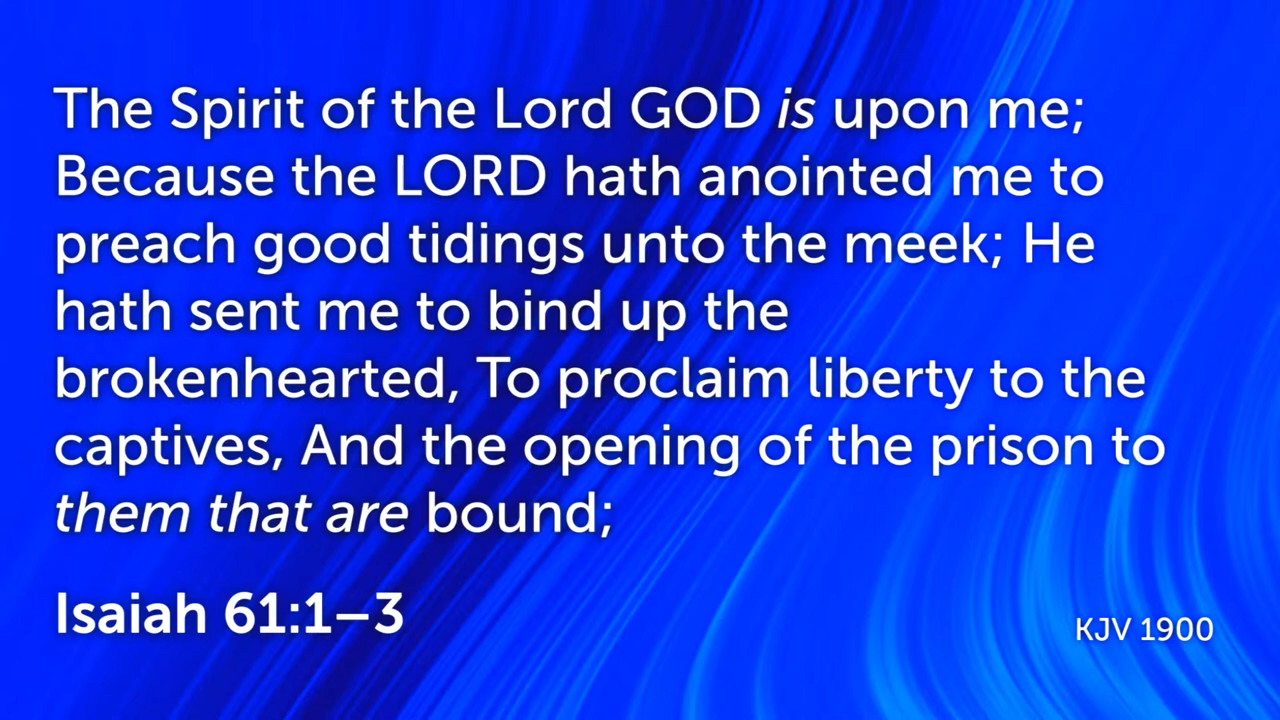 The Spirit of the Lord GOD is upon me;
Because the LORD hath anointed me to
preach good tidings unto the meek; He
hath sent me to bind up the
brokenhearted, To proclaim liberty to the
captives, And the opening of the prison to
them that are bound;
Isaiah 61:1–3
KJV 1900